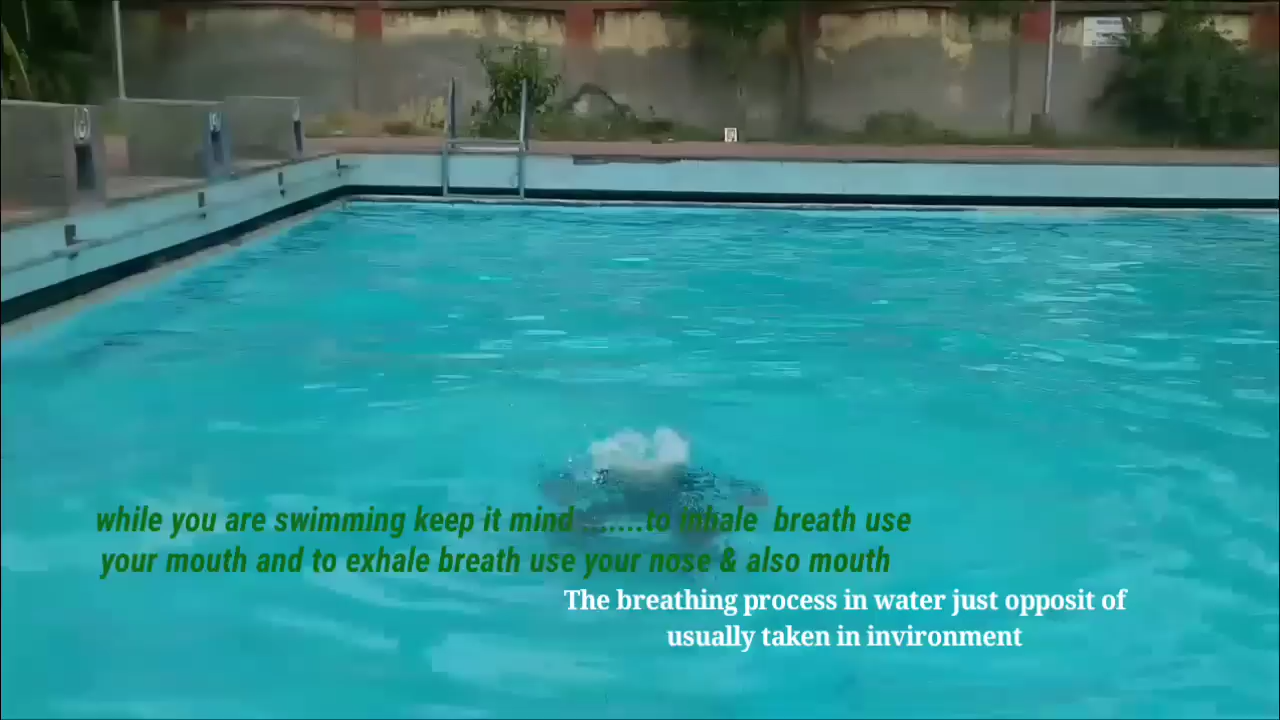 while you are swimming keep it mind .......to inhale breath use
your mouth and to exhale breath use your nose & also mouth
The breathing process in water just opposit of
usually taken in invironment